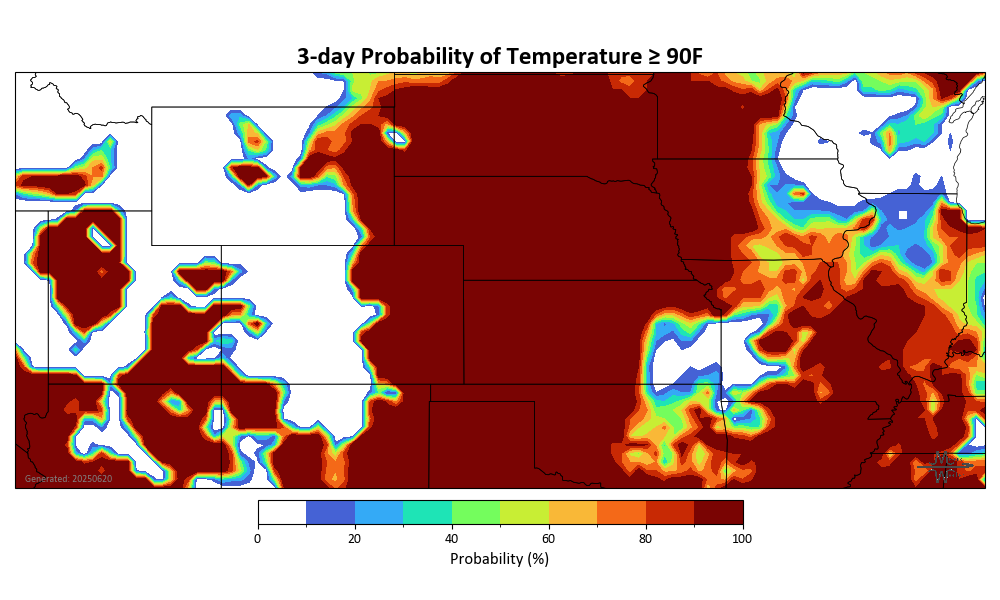 3-day Probability of Temperature ≥ 90F
Generated: 20250620
0 20 40 60 80 100
Probability (%)